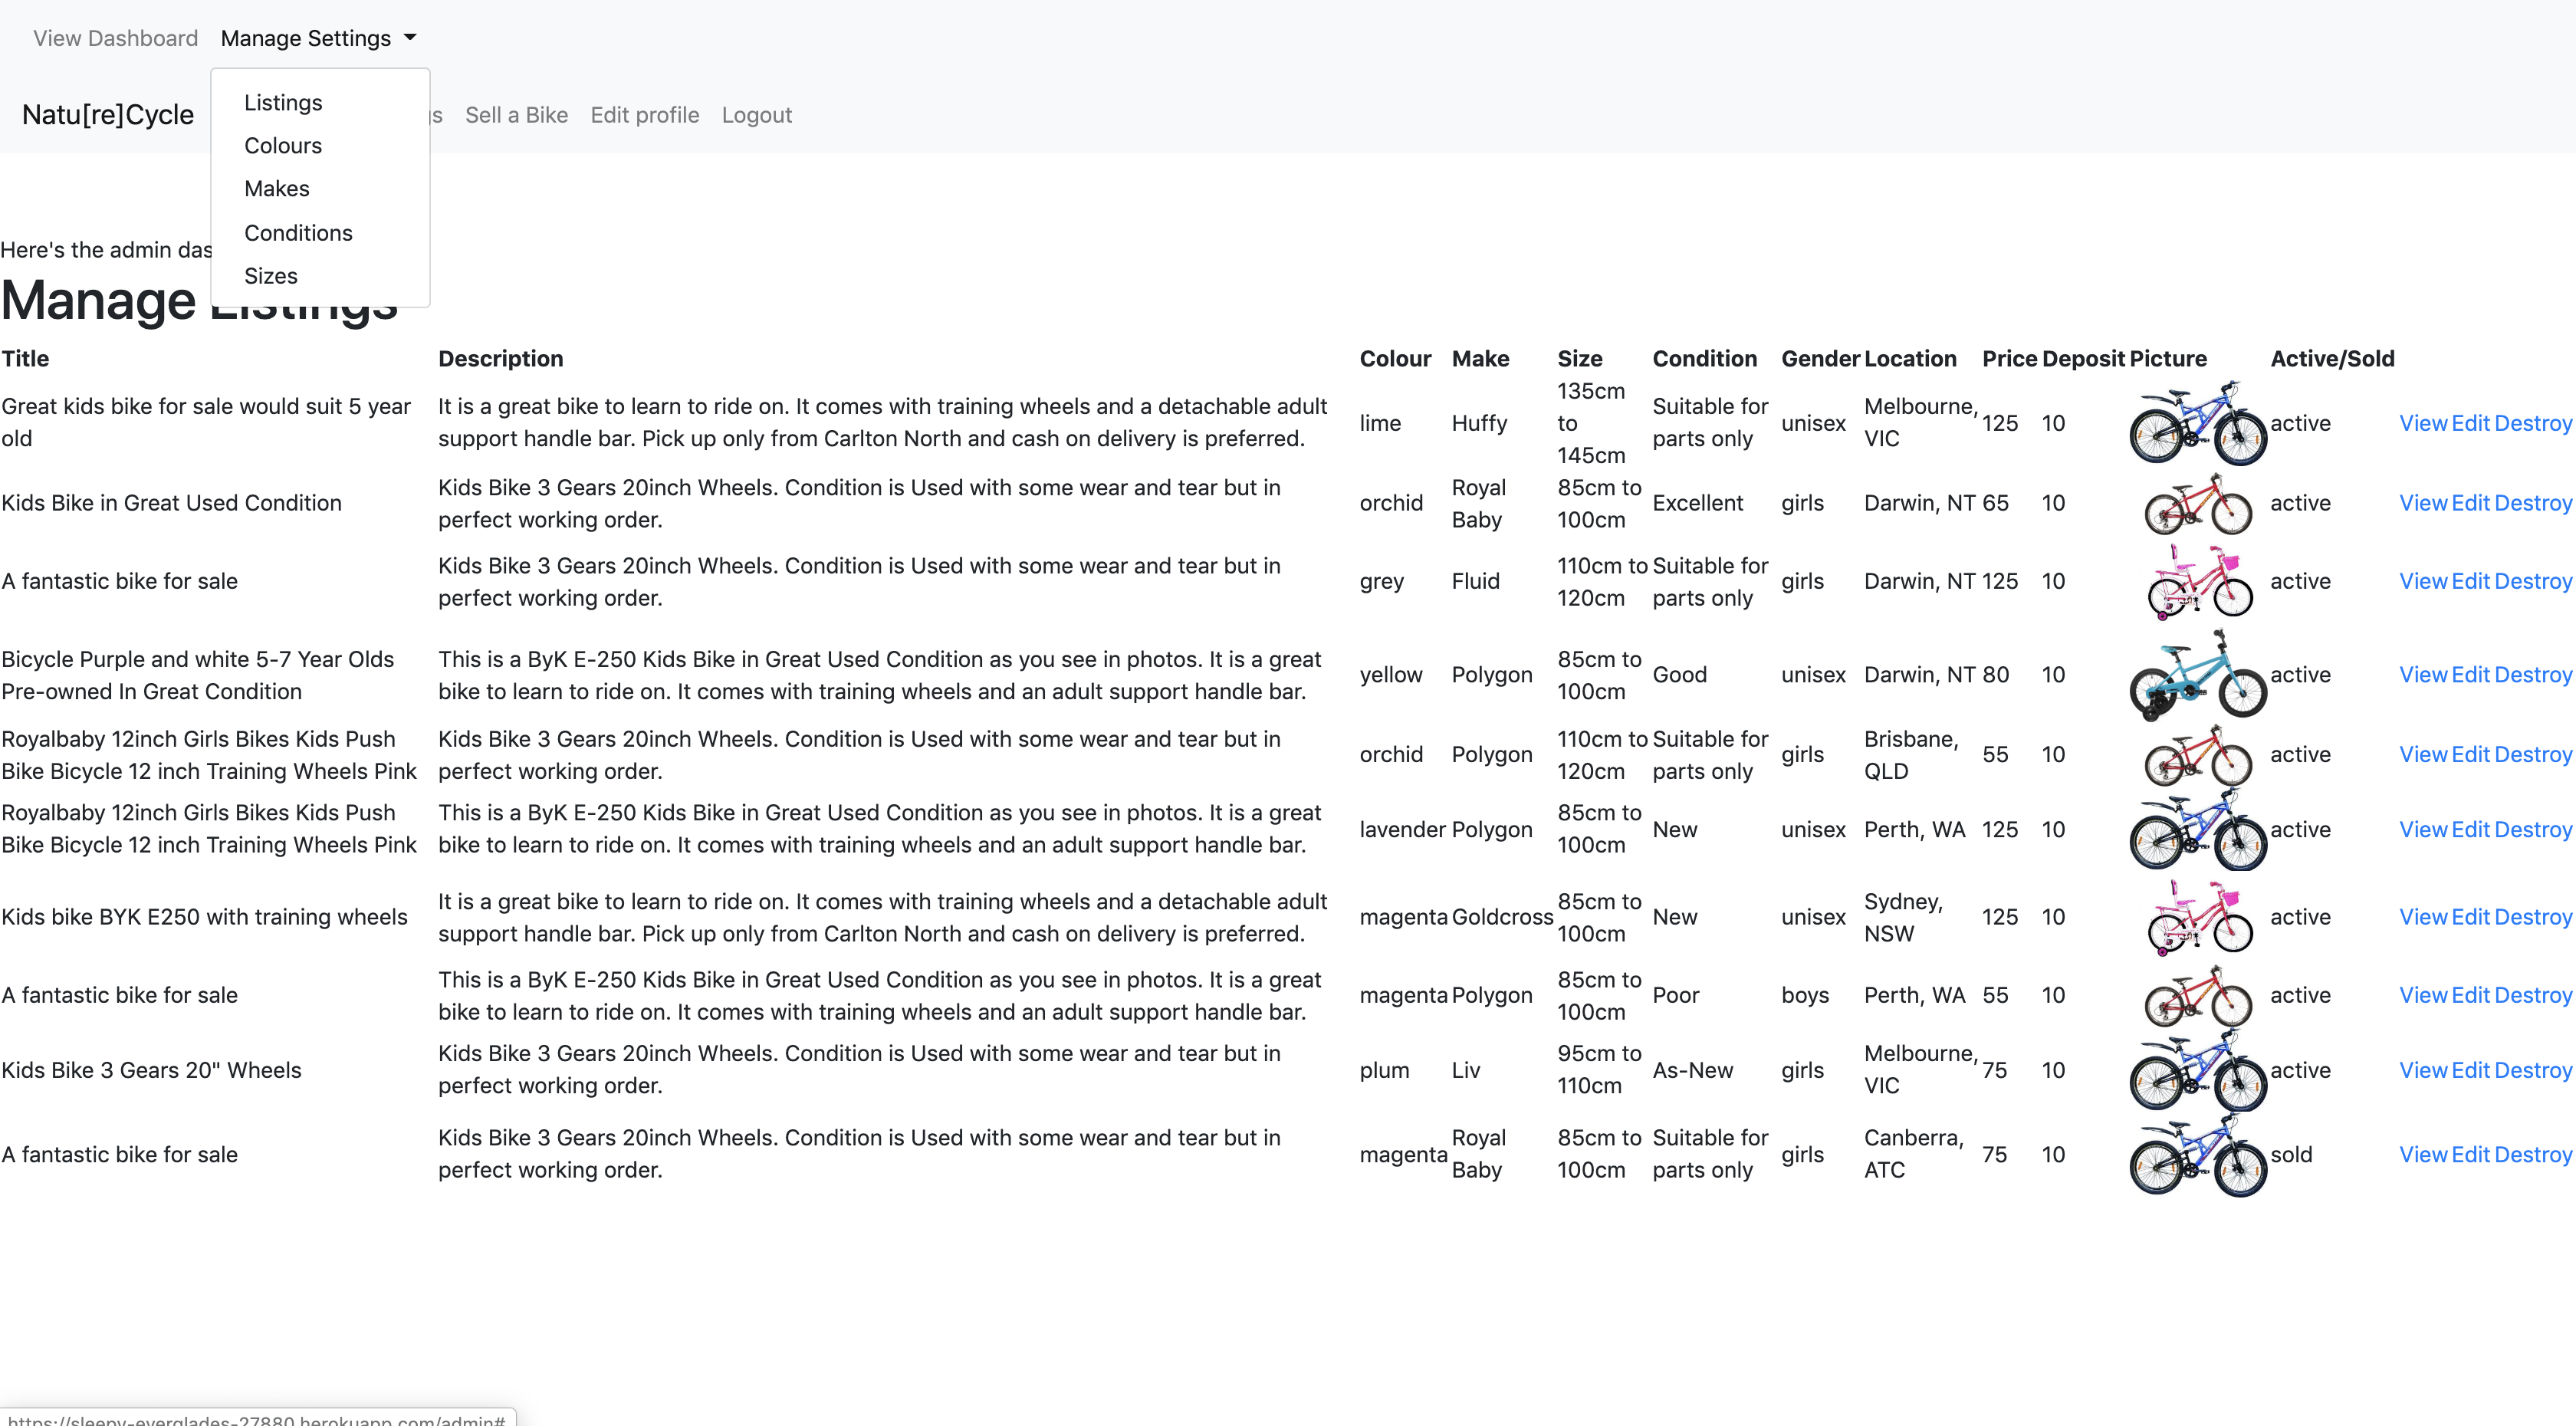 View Dashboard Manage Settings
Listings
Colours
Makes
Conditions
Sizes
Natu[re]Cycle Sell a Bike Edit profile Logout
Here's the admin
Manage Listings
Title Description Colour Make Size Condition Gender Location Price Deposit Picture Active/Sold
Great kids bike for sale would suit 5 year
old
It is a great bike to learn to ride on. It comes with training wheels and a detachable adult
support handle bar. Pick up only from Carlton North and cash on delivery is preferred.
lime
Huffy
135cm
to
145cm
Suitable for
parts only
unisex
Melbourne,
VIC
125
10
active
View Edit Destroy
Kids Bike in Great Used Condition
Kids Bike 3 Gears 20inch Wheels. Condition is Used with some wear and tear but in
perfect working order.
orchid
Royal
Baby
85cm to
100cm
Excellent
girls
Darwin, NT
65
10
active
View Edit Destroy
A fantastic bike for sale
Kids Bike 3 Gears 20inch Wheels. Condition is Used with some wear and tear but in
perfect working order.
grey
Fluid
110cm to
120cm
Suitable for
parts only
girls
Darwin, NT
125
10
active
View Edit Destroy
Bicycle Purple and white 5-7 Year Olds
Pre-owned In Great Condition
This is a ByK E-250 Kids Bike in Great Used Condition as you see in photos. It is a great
bike to learn to ride on. It comes with training wheels and an adult support handle bar.
yellow
Polygon
85cm to
100cm
Good
unisex
Darwin, NT
80
10
active
View Edit Destroy
Royalbaby 12inch Girls Bikes Kids Push
Bike Bicycle 12 inch Training Wheels Pink
Kids Bike 3 Gears 20inch Wheels. Condition is Used with some wear and tear but in
perfect working order.
orchid
Polygon
110cm to
120cm
Suitable for
parts only
girls
Brisbane,
QLD
55
10
active
View Edit Destroy
Royalbaby 12inch Girls Bikes Kids Push
Bike Bicycle 12 inch Training Wheels Pink
This is a ByK E-250 Kids Bike in Great Used Condition as you see in photos. It is a great
bike to learn to ride on. It comes with training wheels and an adult support handle bar.
lavender
Polygon
85cm to
100cm
New
unisex
Perth, WA
125
10
active
View Edit Destroy
Kids bike BYK E250 with training wheels
It is a great bike to learn to ride on. It comes with training wheels and a detachable adult
support handle bar. Pick up only from Carlton North and cash on delivery is preferred.
magenta
Goldcross
85cm to
100cm
New
unisex
Sydney,
NSW
125
10
active
View Edit Destroy
A fantastic bike for sale
This is a ByK E-250 Kids Bike in Great Used Condition as you see in photos. It is a great
bike to learn to ride on. It comes with training wheels and an adult support handle bar.
magenta
Polygon
85cm to
100cm
Poor
boys
Perth, WA
55
10
active
View Edit Destroy
Kids Bike 3 Gears 20" Wheels
Kids Bike 3 Gears 20inch Wheels. Condition is Used with some wear and tear but in
perfect working order.
plum
Liv
95cm to
110cm
As-New
girls
Melbourne,
VIC
75
10
active
View Edit Destroy
A fantastic bike for sale
Kids Bike 3 Gears 20inch Wheels. Condition is Used with some wear and tear but in
perfect working order.
magenta
Royal
Baby
85cm to
100cm
Suitable for
parts only
girls
Canberra,
ATC
75
10
sold
View Edit Destroy
https://sleepy-everglades-27880.herokuapp.com/admin#